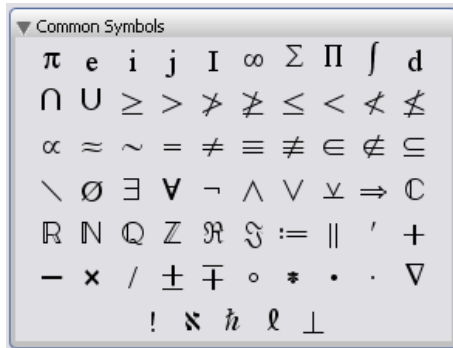 Common Symbols
π e i j I ∞ Σ Π ∫ d
∩ ∪ ≥ > ≯ ≱ ≤ < ≮ ≰
∝ ≈ ∼ = ≠ ≡ ≢ ∈ ∉ ⊆
\ ∅ ∃ ∀ ¬ ∧ ∨ ⊻ ⇒ ℂ
ℝ ℕ ℚ ℤ ℜ ℑ := ∥ ′ +
− × / ± ∓ ∘ * • · ∇
! ℵ ℏ ℓ ⊥